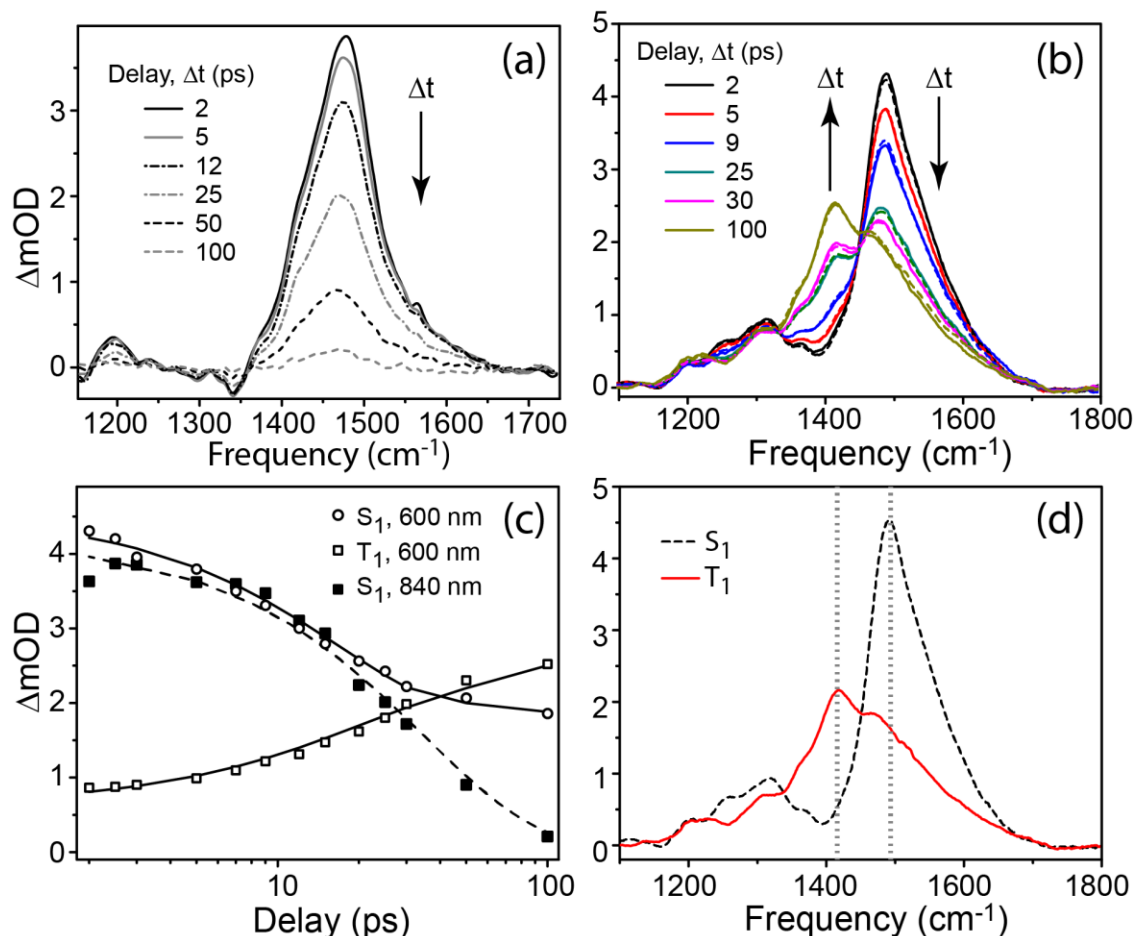 (a)
Delay, Δt (ps)
2
5
12
25
50
100
Δt
3
2
1
0
ΔmOD
1200 1300 1400 1500 1600 1700
Frequency (cm⁻¹)
(b)
Delay, Δt (ps)
2
5
9
25
30
100
Δt
Δt
5
4
3
2
1
0
1200 1400 1600 1800
Frequency (cm⁻¹)
(c)
S₁, 600 nm
T₁, 600 nm
S₁, 840 nm
4
3
2
1
0
ΔmOD
10 100
Delay (ps)
(d)
S₁
T₁
5
4
3
2
1
0
1200 1400 1600 1800
Frequency (cm⁻¹)